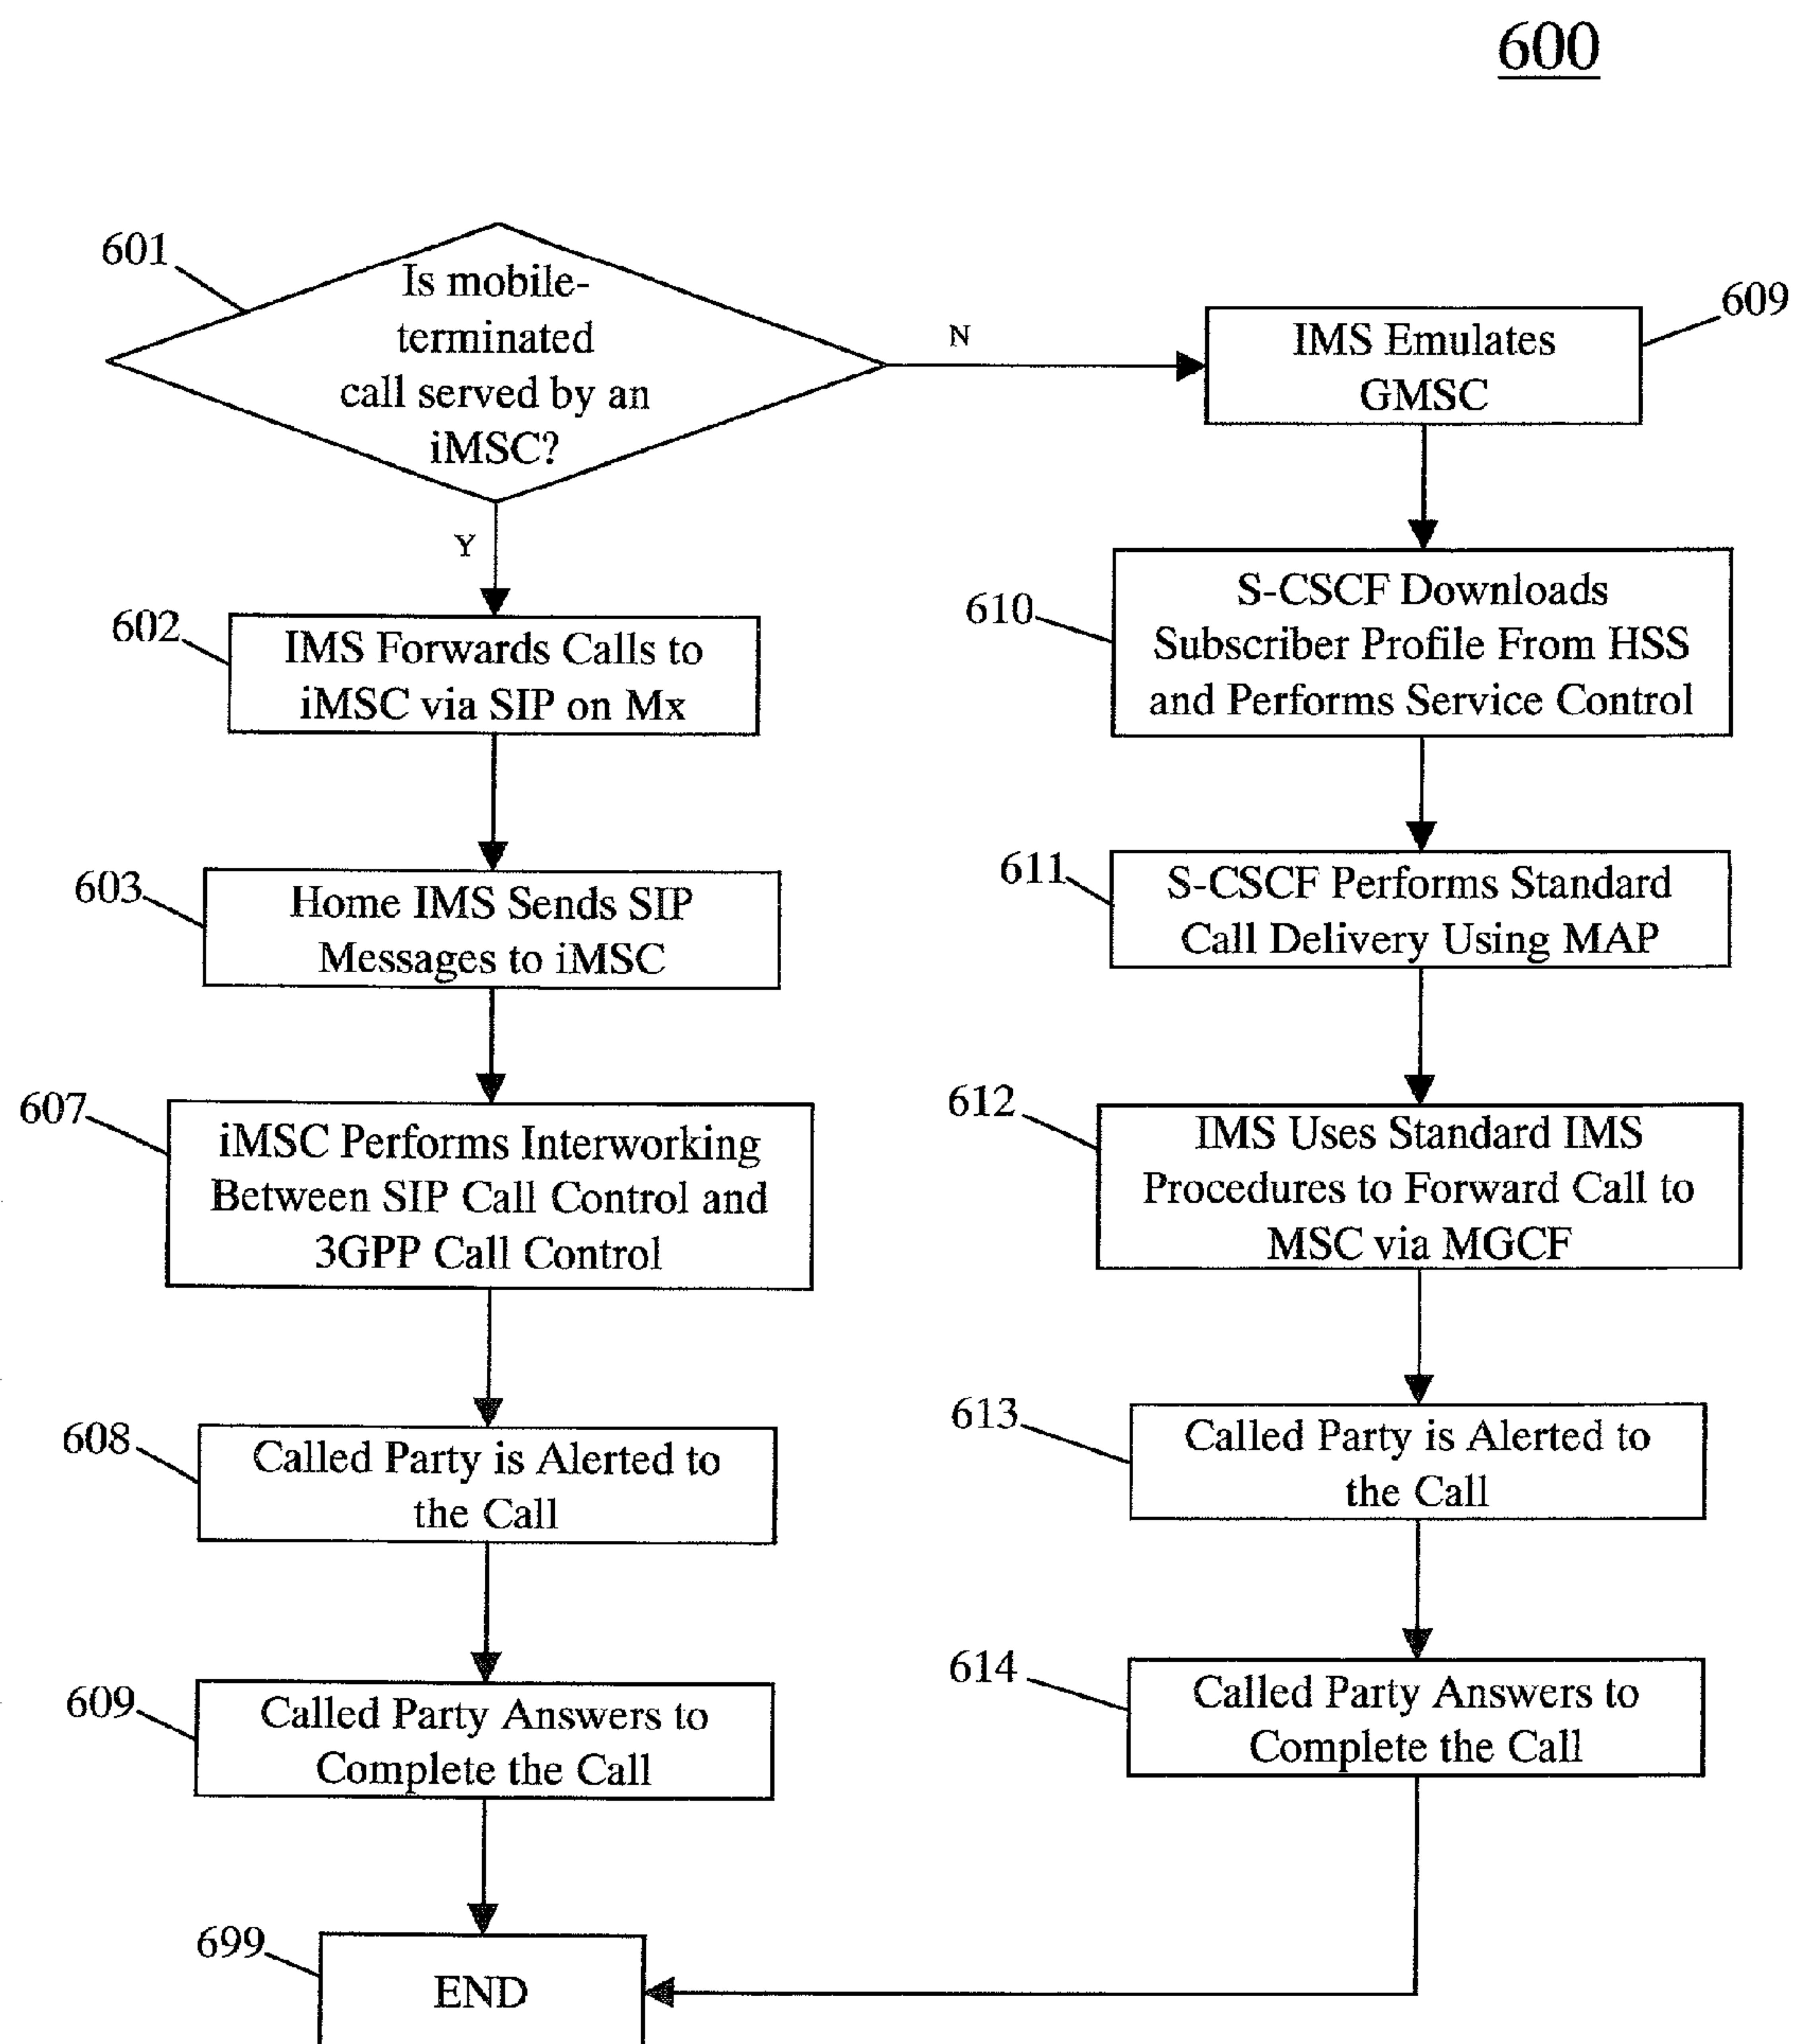 600
601
Is mobile-
terminated
call served by an
iMSC?
N
Y
609
IMS Emulates
GMSC
602
IMS Forwards Calls to
iMSC via SIP on Mx
610
S-CSCF Downloads
Subscriber Profile From HSS
and Performs Service Control
603
Home IMS Sends SIP
Messages to iMSC
611
S-CSCF Performs Standard
Call Delivery Using MAP
607
iMSC Performs Interworking
Between SIP Call Control and
3GPP Call Control
612
IMS Uses Standard IMS
Procedures to Forward Call to
MSC via MGCF
608
Called Party is Alerted to
the Call
613
Called Party is Alerted to
the Call
609
Called Party Answers to
Complete the Call
614
Called Party Answers to
Complete the Call
699
END